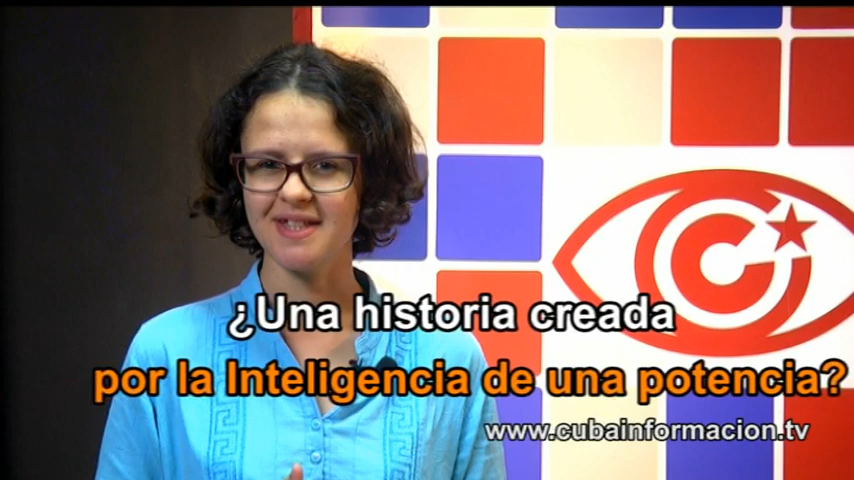 ¿Una historia creada
por la Inteligencia de una potencia?
www.cubainformacion.tv